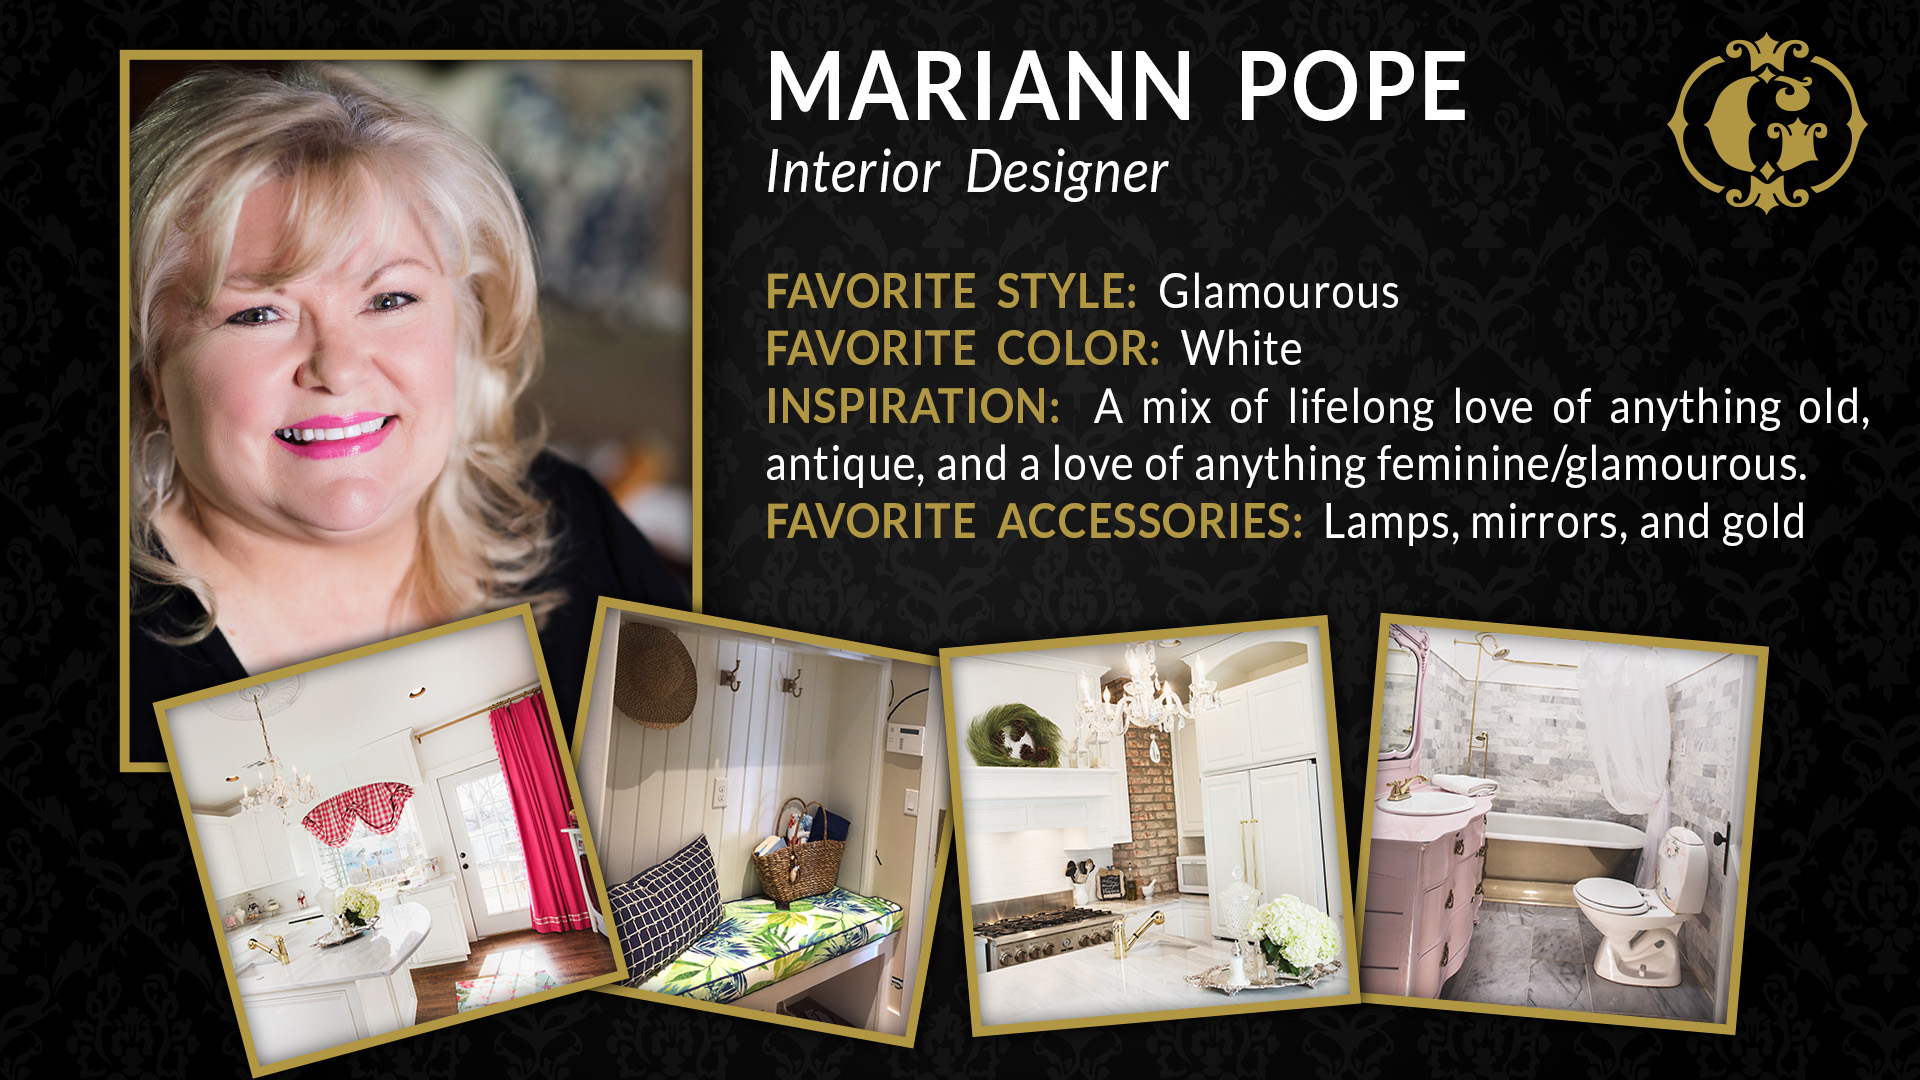 MARIANN POPE
Interior Designer
FAVORITE STYLE: Glamourous
FAVORITE COLOR: White
INSPIRATION: A mix of lifelong love of anything old,
antique, and a love of anything feminine/glamourous.
FAVORITE ACCESSORIES: Lamps, mirrors, and gold
G